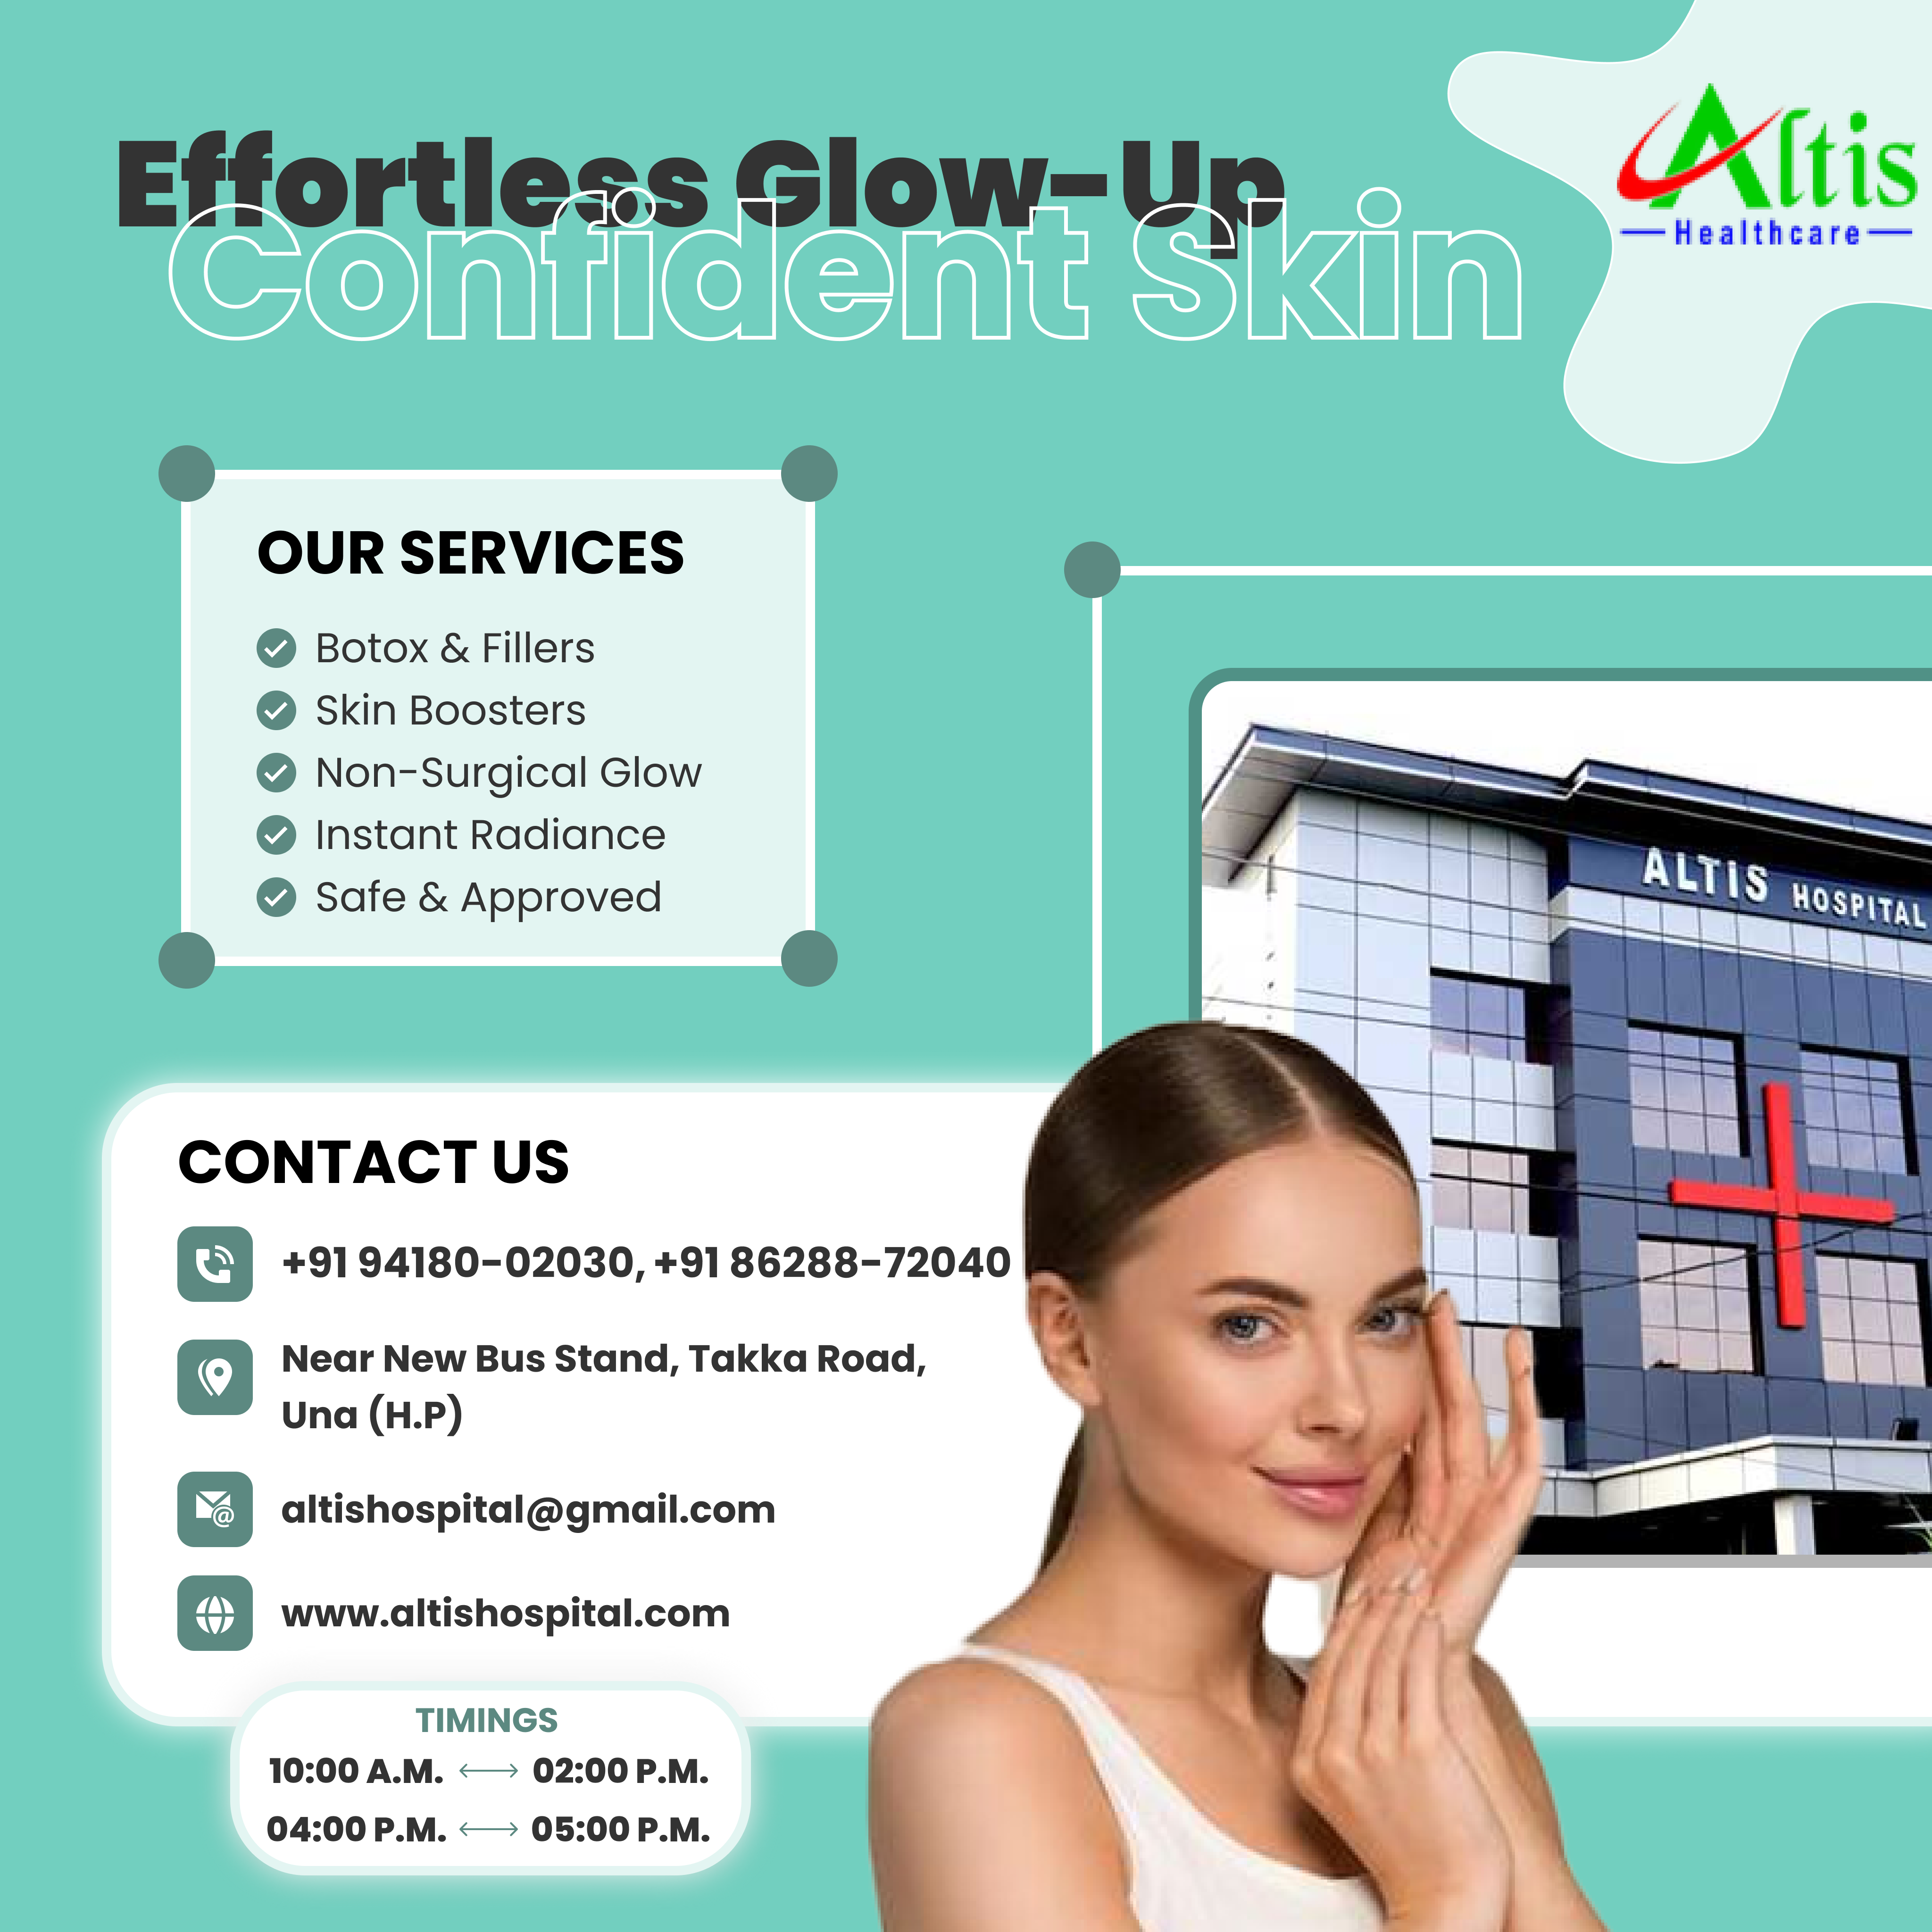 Effortless Glow-Up
Confident Skin
Altis
Healthcare
OUR SERVICES
Botox & Fillers
Skin Boosters
Non-Surgical Glow
Instant Radiance
Safe & Approved
ALTIS HOSPITAL
CONTACT US
+91 94180-02030, +91 86288-72040
Near New Bus Stand, Takka Road,
Una (H.P)
altishospital@gmail.com
www.altishospital.com
TIMINGS
10:00 A.M. ⟷ 02:00 P.M.
04:00 P.M. ⟷ 05:00 P.M.